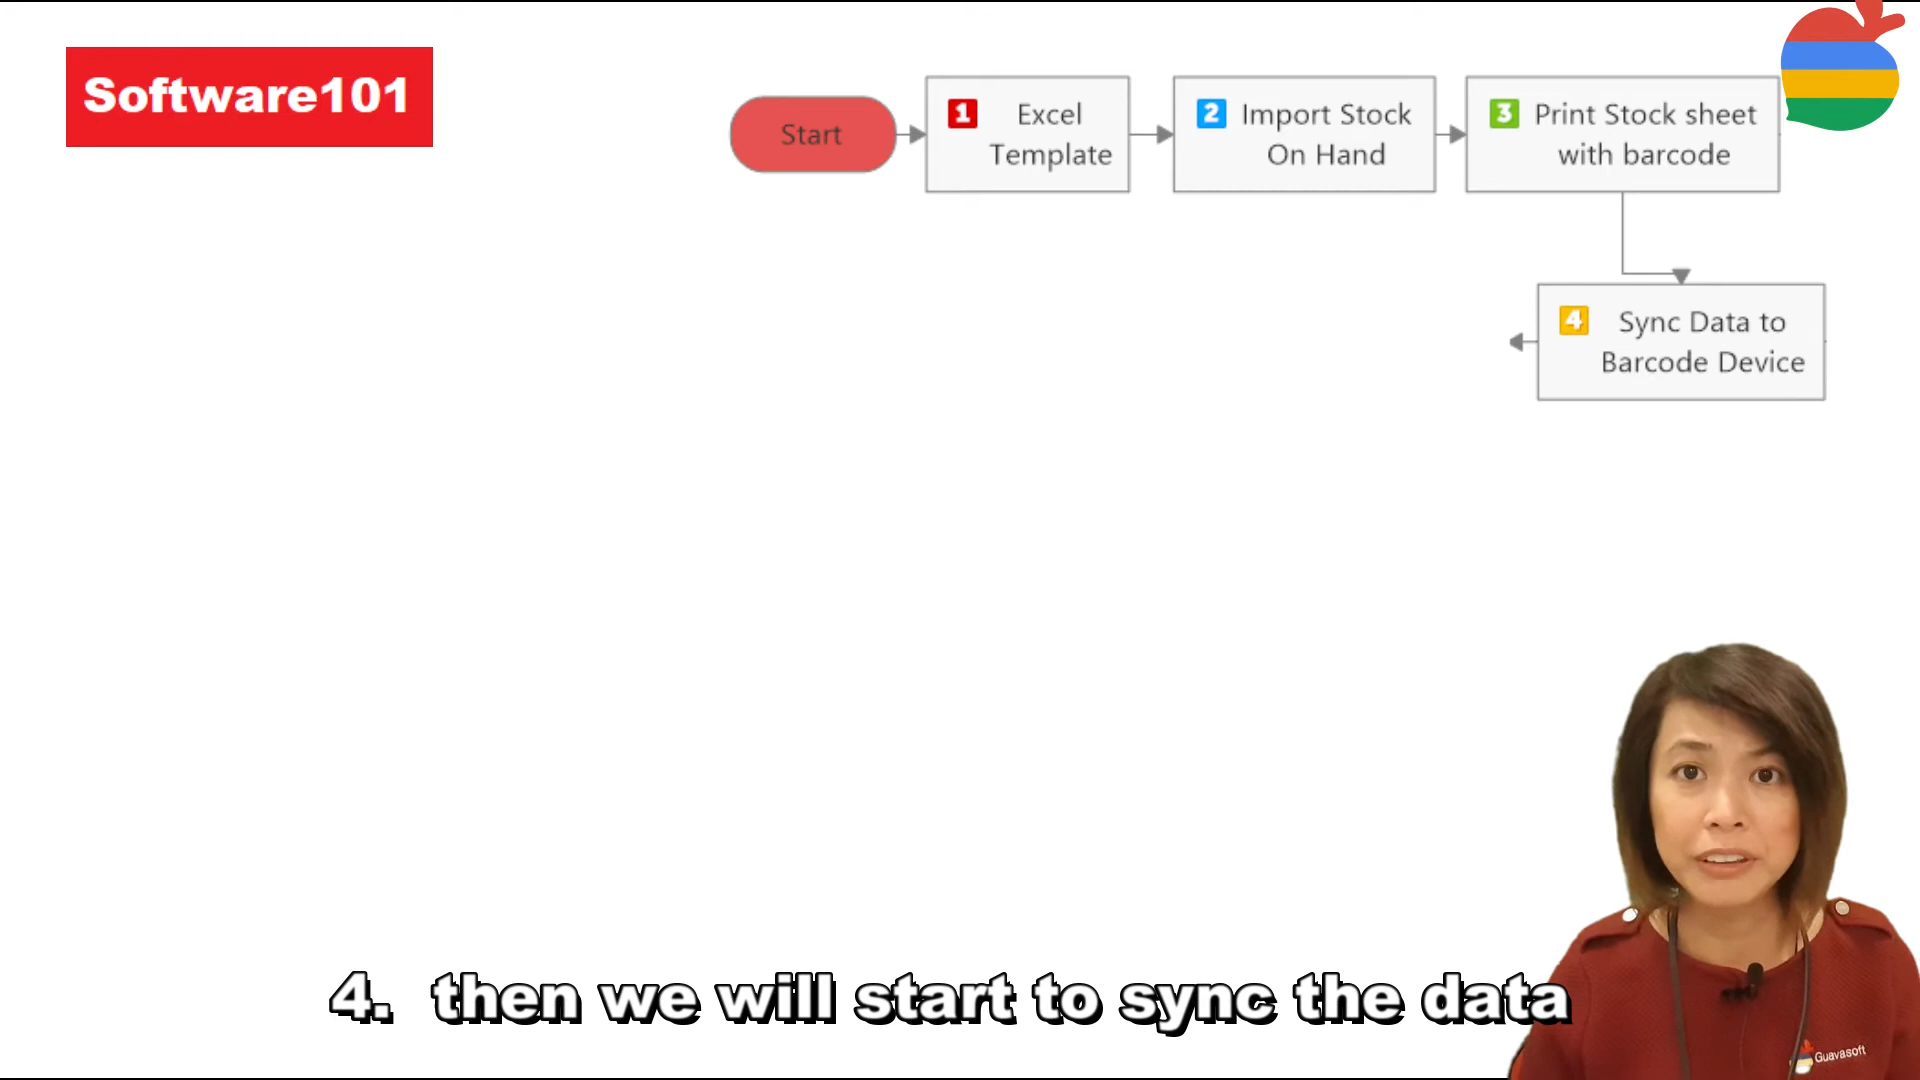 Software101
Start
1 Excel
Template
2 Import Stock
On Hand
3 Print Stock sheet
with barcode
4 Sync Data to
Barcode Device
4. then we will start to sync the data
Guavasoft